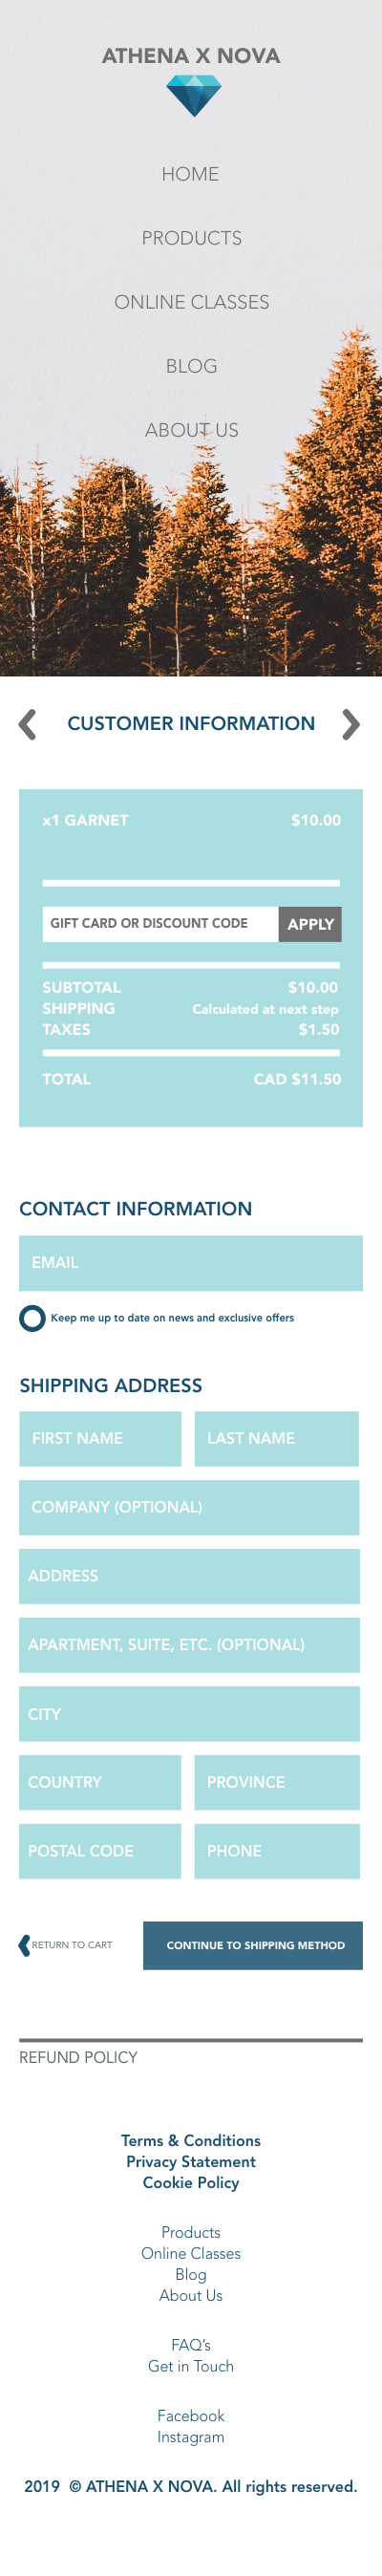 ATHENA X NOVA
HOME
PRODUCTS
ONLINE CLASSES
BLOG
ABOUT US
CUSTOMER INFORMATION
x1 GARNET $10.00
GIFT CARD OR DISCOUNT CODE APPLY
SUBTOTAL $10.00
SHIPPING Calculated at next step
TAXES $1.50
TOTAL CAD $11.50
CONTACT INFORMATION
EMAIL
Keep me up to date on news and exclusive offers
SHIPPING ADDRESS
FIRST NAME LAST NAME
COMPANY (OPTIONAL)
ADDRESS
APARTMENT, SUITE, ETC. (OPTIONAL)
CITY
COUNTRY PROVINCE
POSTAL CODE PHONE
RETURN TO CART CONTINUE TO SHIPPING METHOD
REFUND POLICY
Terms & Conditions
Privacy Statement
Cookie Policy
Products
Online Classes
Blog
About Us
FAQ's
Get in Touch
Facebook
Instagram
2019 © ATHENA X NOVA. All rights reserved.